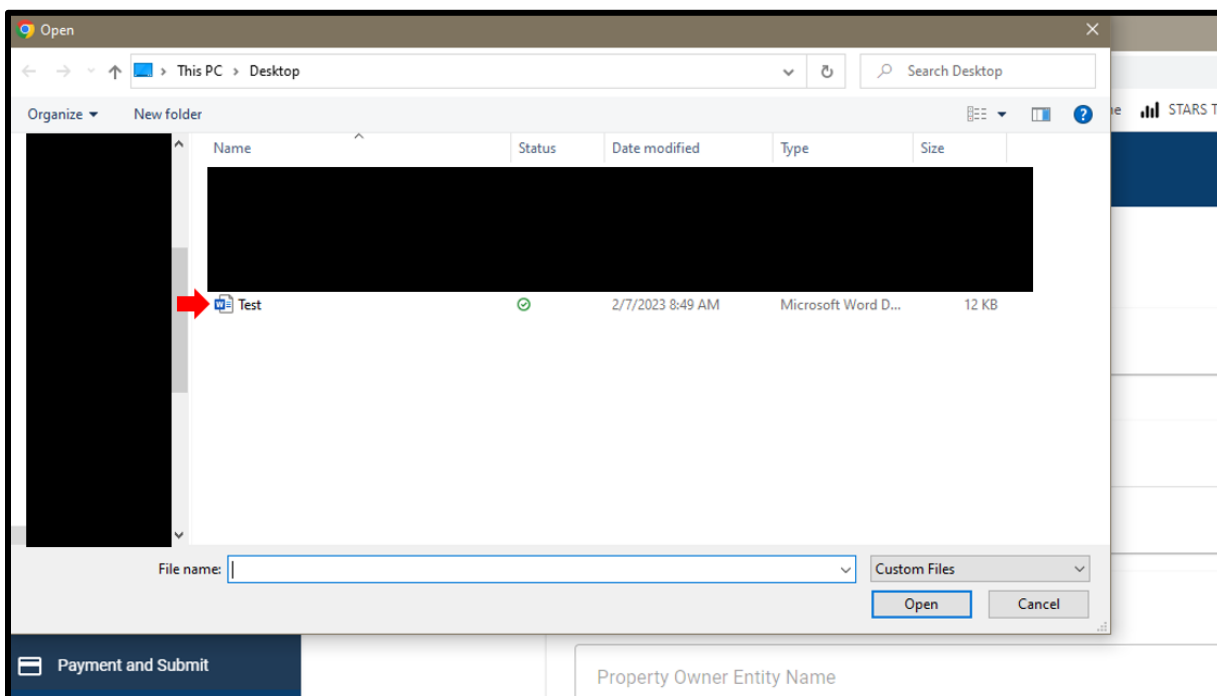 Open
This PC > Desktop
Search Desktop
Organize New folder
STARS T
Name Status Date modified Type Size
Test 2/7/2023 8:49 AM Microsoft Word D... 12 KB
File name: Custom Files
Open Cancel
Payment and Submit
Property Owner Entity Name